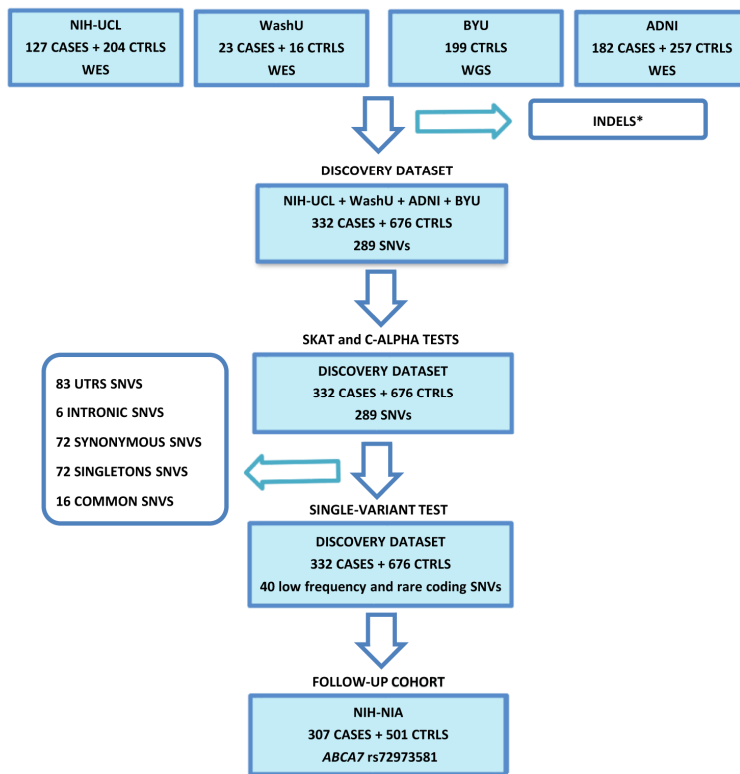 NIH-UCL
127 CASES + 204 CTRLS
WES
WashU
23 CASES + 16 CTRLS
WES
BYU
199 CTRLS
WGS
ADNI
182 CASES + 257 CTRLS
WES
INDELS*
DISCOVERY DATASET
NIH-UCL + WashU + ADNI + BYU
332 CASES + 676 CTRLS
289 SNVs
SKAT and C-ALPHA TESTS
DISCOVERY DATASET
332 CASES + 676 CTRLS
289 SNVs
83 UTRS SNVS
6 INTRONIC SNVS
72 SYNONYMOUS SNVS
72 SINGLETONS SNVS
16 COMMON SNVS
SINGLE-VARIANT TEST
DISCOVERY DATASET
332 CASES + 676 CTRLS
40 low frequency and rare coding SNVs
FOLLOW-UP COHORT
NIH-NIA
307 CASES + 501 CTRLS
ABCA7 rs72973581